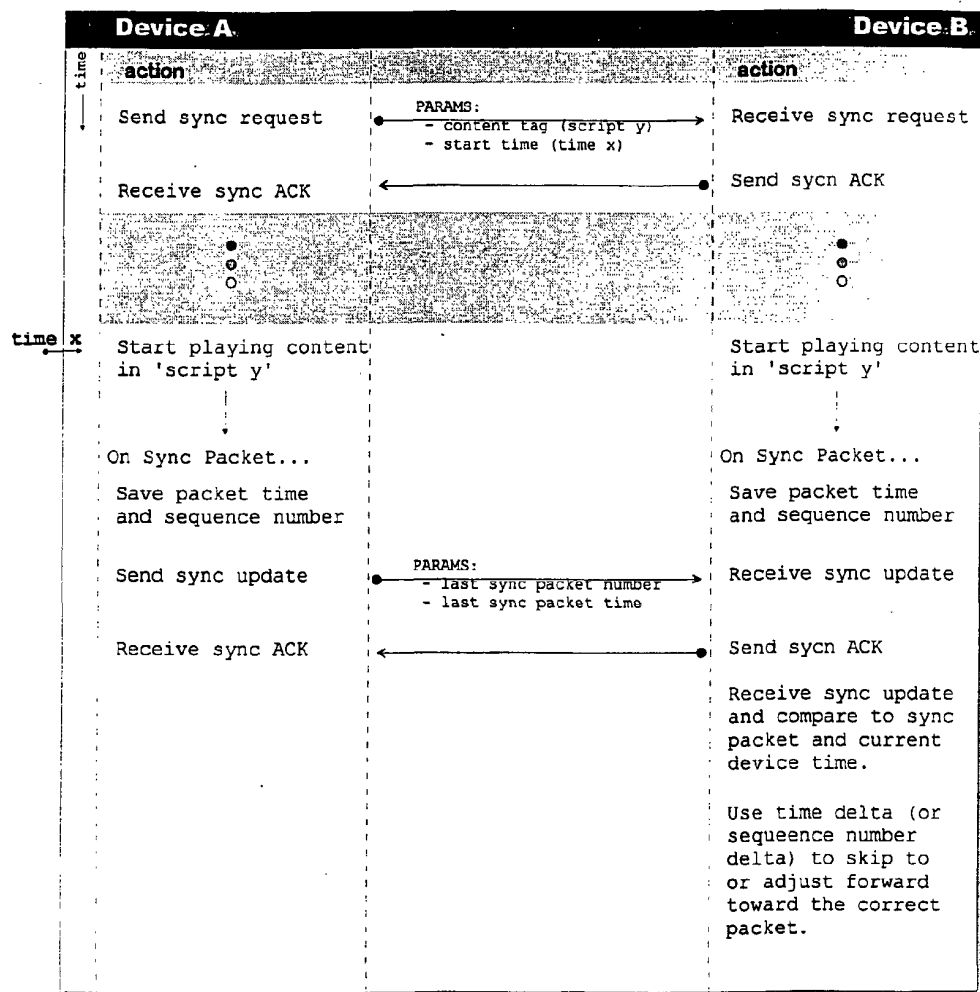 Device A
Device B
time
action
action
Send sync request
PARAMS:
- content tag (script y)
- start time (time x)
Receive sync request
Receive sync ACK
Send sycn ACK
time x
Start playing content
in 'script y'
Start playing content
in 'script y'
On Sync Packet...
On Sync Packet...
Save packet time
and sequence number
Save packet time
and sequence number
Send sync update
PARAMS:
- last sync packet number
- last sync packet time
Receive sync update
Receive sync ACK
Send sycn ACK
Receive sync update
and compare to sync
packet and current
device time.
Use time delta (or
sequeence number
delta) to skip to
or adjust forward
toward the correct
packet.